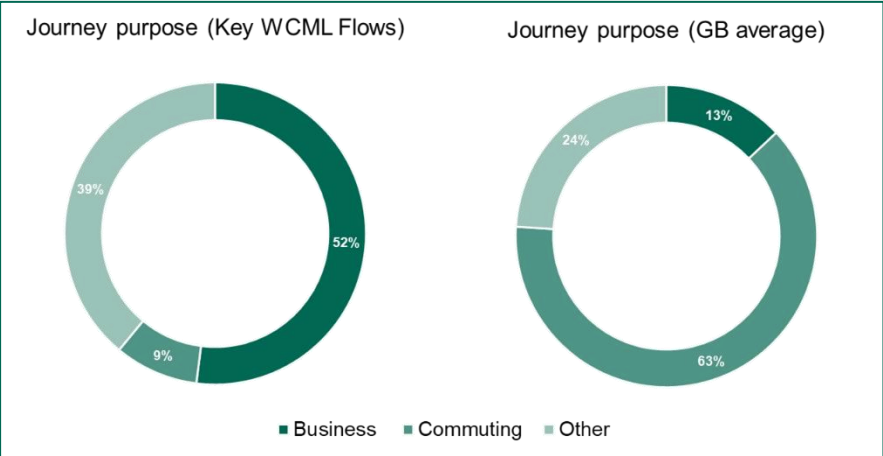 Journey purpose (Key WCML Flows)
Journey purpose (GB average)
39%
52%
9%
13%
24%
63%
Business
Commuting
Other